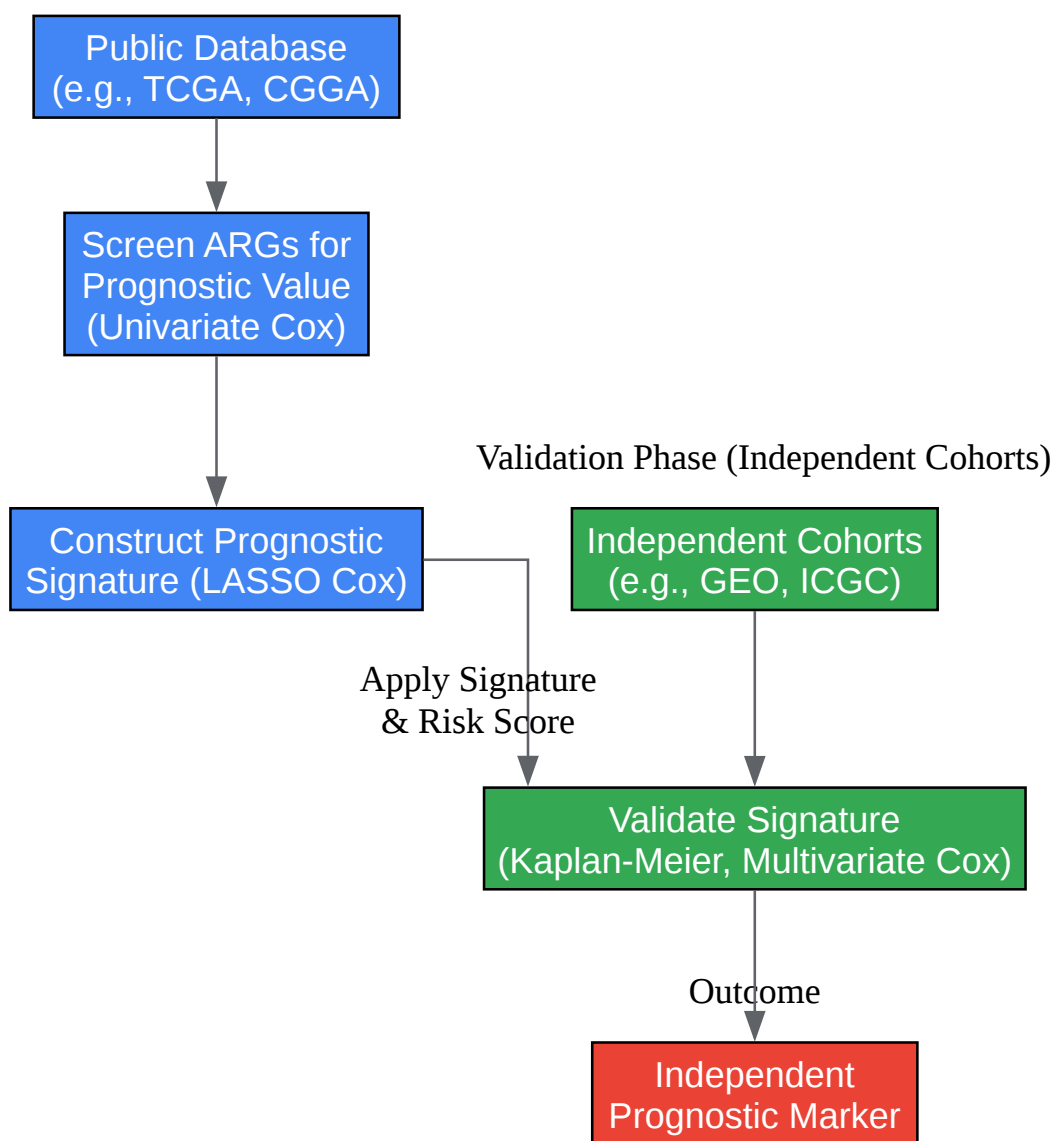 Public Database
(e.g., TCGA, CGGA)
Screen ARGs for
Prognostic Value
(Univariate Cox)
Construct Prognostic
Signature (LASSO Cox)
Validation Phase (Independent Cohorts)
Independent Cohorts
(e.g., GEO, ICGC)
Apply Signature
& Risk Score
Validate Signature
(Kaplan-Meier, Multivariate Cox)
Outcome
Independent
Prognostic Marker